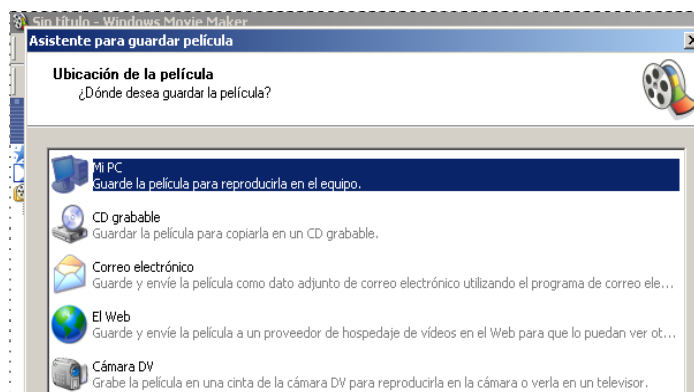 Sin título - Windows Movie Maker
Asistente para guardar película
Ubicación de la película
¿Dónde desea guardar la película?
Mi PC
Guarde la película para reproducirla en el equipo.
CD grabable
Guardar la película para copiarla en un CD grabable.
Correo electrónico
Guarde y envíe la película como dato adjunto de correo electrónico utilizando el programa de correo ele...
El Web
Guarde y envíe la película a un proveedor de hospedaje de vídeos en el Web para que lo puedan ver ot...
Cámara DV
Grabe la película en una cinta de la cámara DV para reproducirla en la cámara o verla en un televisor.